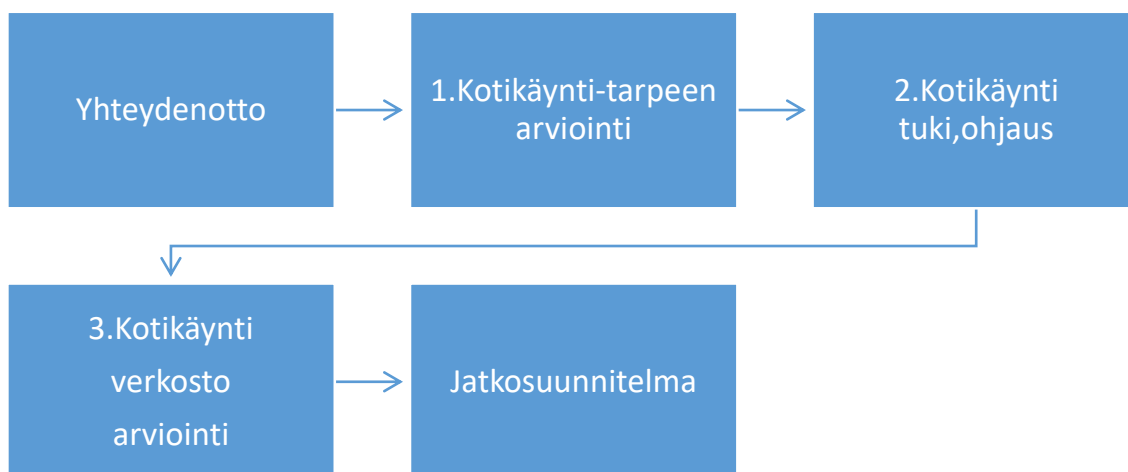 Yhteydenotto
1.Kotikäynti-tarpeen
arviointi
2.Kotikäynti
tuki,ohjaus
3.Kotikäynti
verkosto
arviointi
Jatkosuunnitelma